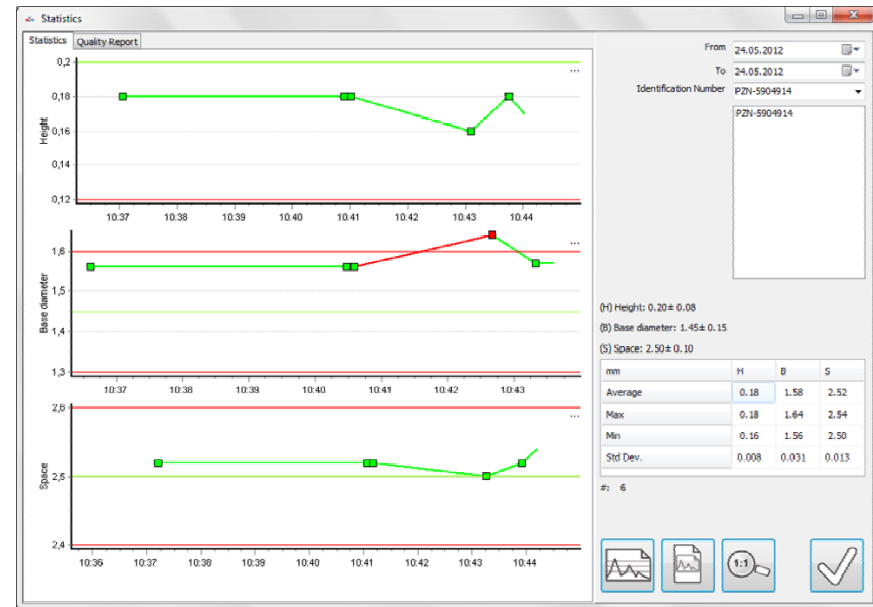 Statistics
Statistics Quality Report
0,2
...
0,18
0,16
0,14
0,12
Height
10:37 10:38 10:39 10:40 10:41 10:42 10:43 10:44
...
1,6
1,5
1,4
1,3
Base diameter
10:37 10:38 10:39 10:40 10:41 10:42 10:43
2,6
...
2,5
2,4
Space
10:36 10:37 10:38 10:39 10:40 10:41 10:42 10:43 10:44
From 24.05.2012
To 24.05.2012
Identification Number PZN-5904914
PZN-5904914
(H) Height: 0.20± 0.08
(B) Base diameter: 1.45± 0.15
(S) Space: 2.50± 0.10
mm H B S
Average 0.18 1.58 2.52
Max 0.18 1.64 2.54
Min 0.16 1.56 2.50
Std Dev. 0.008 0.031 0.013
#: 6
1:1